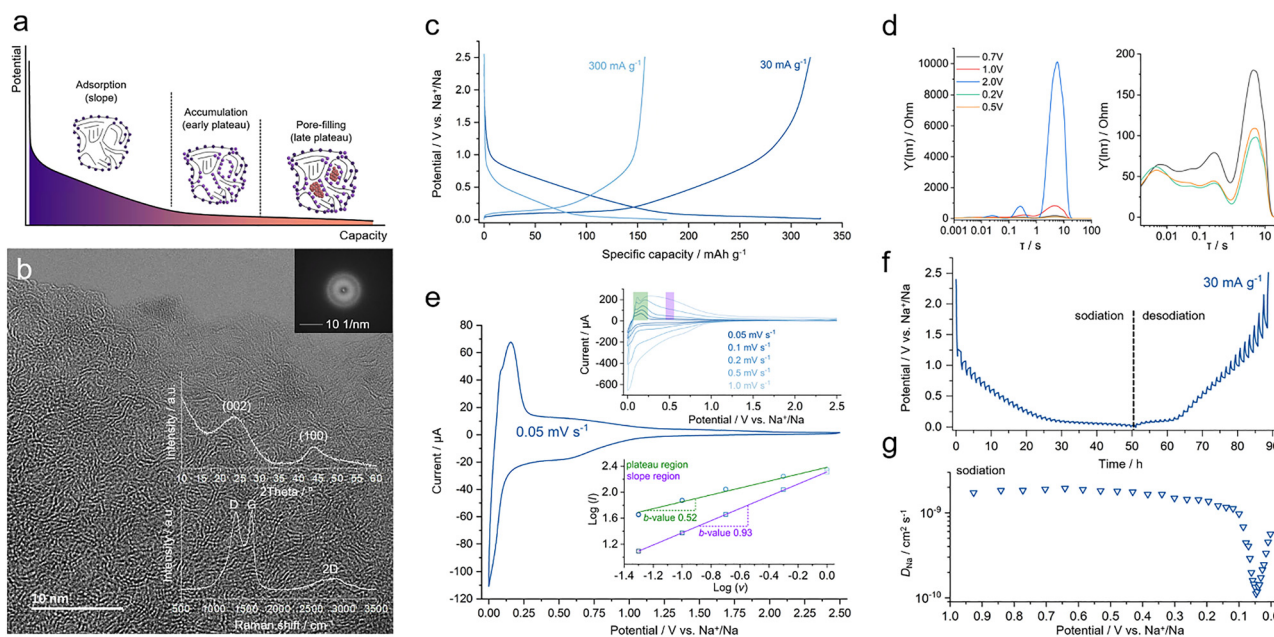 a
Potential
Adsorption
(slope)
Accumulation
(early plateau)
Pore-filling
(late plateau)
Capacity
b
10 1/nm
Intensity / a.u.
(002)
(100)
10 15 20 25 30 35 40 45 50 55 60
2Theta / °
Intensity / a.u.
D
G
2D
500 1000 1500 2000 2500 3000 3500
Raman shift / cm
10 nm
c
Potential / V vs. Na⁺/Na
2.5
2.0
1.5
1.0
0.5
0.0
300 mA g⁻¹
30 mA g⁻¹
0 50 100 150 200 250 300 350
Specific capacity / mAh g⁻¹
d
ϒ(lnτ) / Ohm
10000
8000
6000
4000
2000
0
0.7V
1.0V
2.0V
0.2V
0.5V
0.001 0.01 0.1 1 10 100
τ / s
ϒ(lnτ) / Ohm
200
150
100
50
0
0.01 0.1 1 10
τ / s
e
Current / µA
80
60
40
20
0
-20
-40
-60
-80
-100
-120
0.05 mV s⁻¹
0.00 0.25 0.50 0.75 1.00 1.25 1.50 1.75 2.00 2.25 2.50
Potential / V vs. Na⁺/Na
Current / µA
200
0
-200
-400
-600
0.05 mV s⁻¹
0.1 mV s⁻¹
0.2 mV s⁻¹
0.5 mV s⁻¹
1.0 mV s⁻¹
0.0 0.5 1.0 1.5 2.0 2.5
Potential / V vs. Na⁺/Na
Log (I)
2.4
2.0
1.6
1.2
plateau region
slope region
b-value 0.52
b-value 0.93
-1.4 -1.2 -1.0 -0.8 -0.6 -0.4 -0.2 0.0
Log (v)
f
Potential / V vs. Na⁺/Na
2.5
2.0
1.5
1.0
0.5
0.0
30 mA g⁻¹
sodiation
desodiation
0 10 20 30 40 50 60 70 80 90
Time / h
g
sodiation
D_Na / cm² s⁻¹
10⁻⁹
10⁻¹⁰
1.0 0.9 0.8 0.7 0.6 0.5 0.4 0.3 0.2 0.1 0.0
Potential / V vs. Na⁺/Na